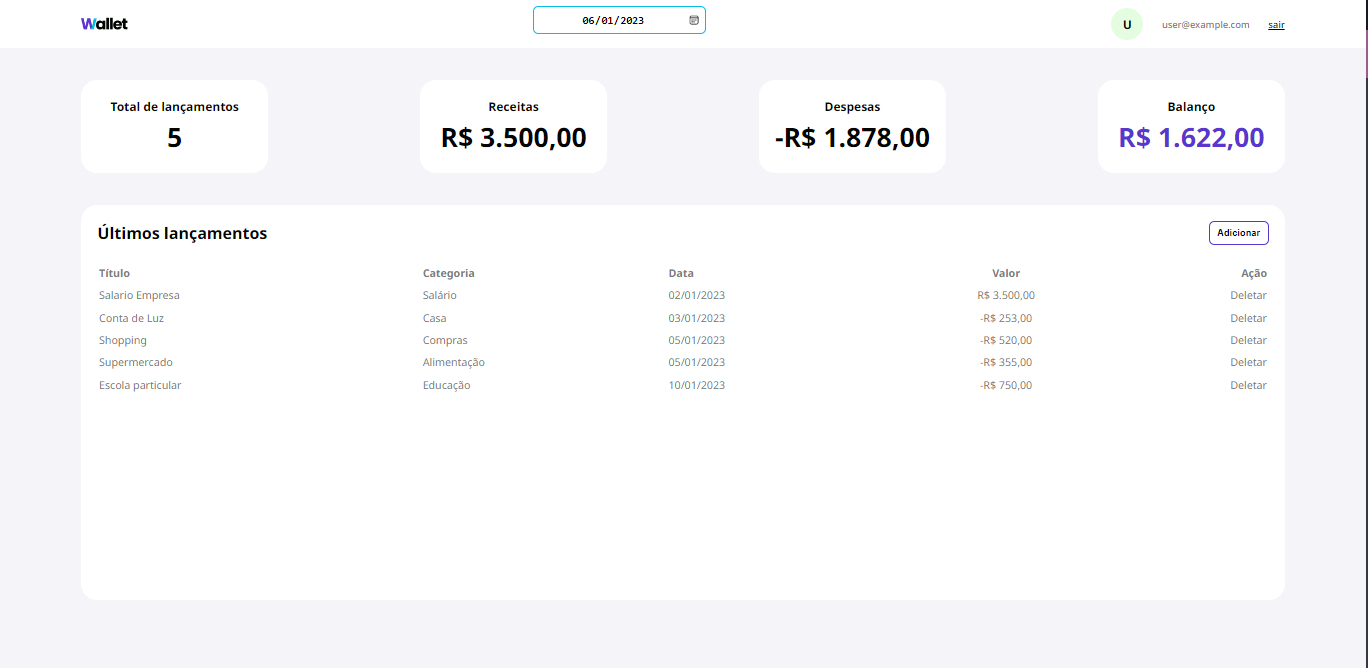 Wallet 06/01/2023 U user@example.com sair
Total de lançamentos Receitas Despesas Balanço
5 R$ 3.500,00 -R$ 1.878,00 R$ 1.622,00
Últimos lançamentos Adicionar
Título Categoria Data Valor Ação
Salario Empresa Salário 02/01/2023 R$ 3.500,00 Deletar
Conta de Luz Casa 03/01/2023 -R$ 253,00 Deletar
Shopping Compras 05/01/2023 -R$ 520,00 Deletar
Supermercado Alimentação 05/01/2023 -R$ 355,00 Deletar
Escola particular Educação 10/01/2023 -R$ 750,00 Deletar